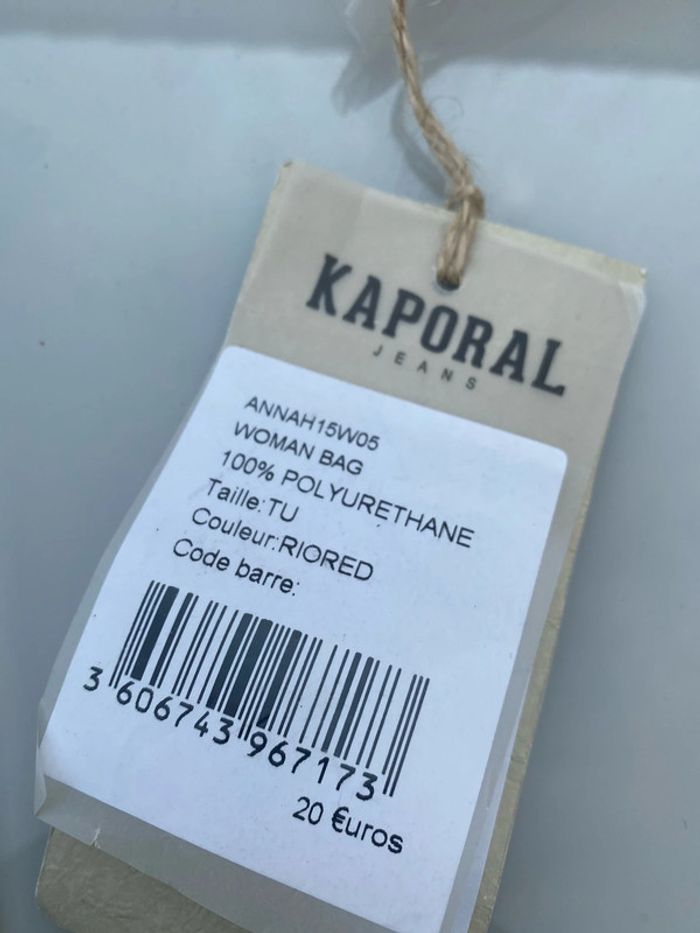 KAPORAL
JEANS
ANNAH15W05
WOMAN BAG
100% POLYURETHANE
Taille:TU
Couleur:RIORED
Code barre:
3 606743 967173
20 €uros